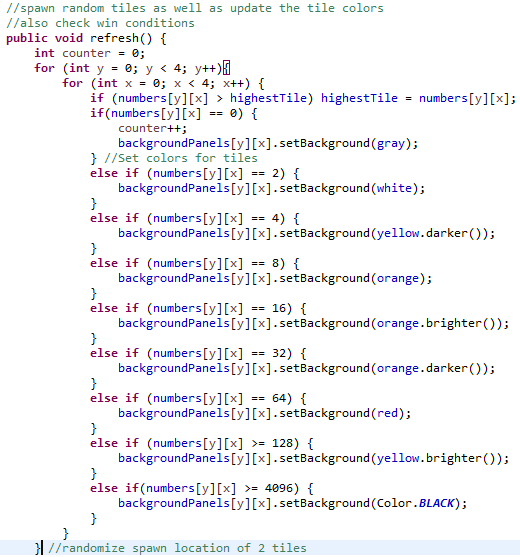 //spawn random tiles as well as update the tile colors
//also check win conditions
public void refresh() {
int counter = 0;
for (int y = 0; y < 4; y++){
for (int x = 0; x < 4; x++) {
if (numbers[y][x] > highestTile) highestTile = numbers[y][x];
if(numbers[y][x] == 0) {
counter++;
backgroundPanels[y][x].setBackground(gray);
} //Set colors for tiles
else if (numbers[y][x] == 2) {
backgroundPanels[y][x].setBackground(white);
}
else if (numbers[y][x] == 4) {
backgroundPanels[y][x].setBackground(yellow.darker());
}
else if (numbers[y][x] == 8) {
backgroundPanels[y][x].setBackground(orange);
}
else if (numbers[y][x] == 16) {
backgroundPanels[y][x].setBackground(orange.brighter());
}
else if (numbers[y][x] == 32) {
backgroundPanels[y][x].setBackground(orange.darker());
}
else if (numbers[y][x] == 64) {
backgroundPanels[y][x].setBackground(red);
}
else if (numbers[y][x] >= 128) {
backgroundPanels[y][x].setBackground(yellow.brighter());
}
else if(numbers[y][x] >= 4096) {
backgroundPanels[y][x].setBackground(Color.BLACK);
}
}
} //randomize spawn location of 2 tiles